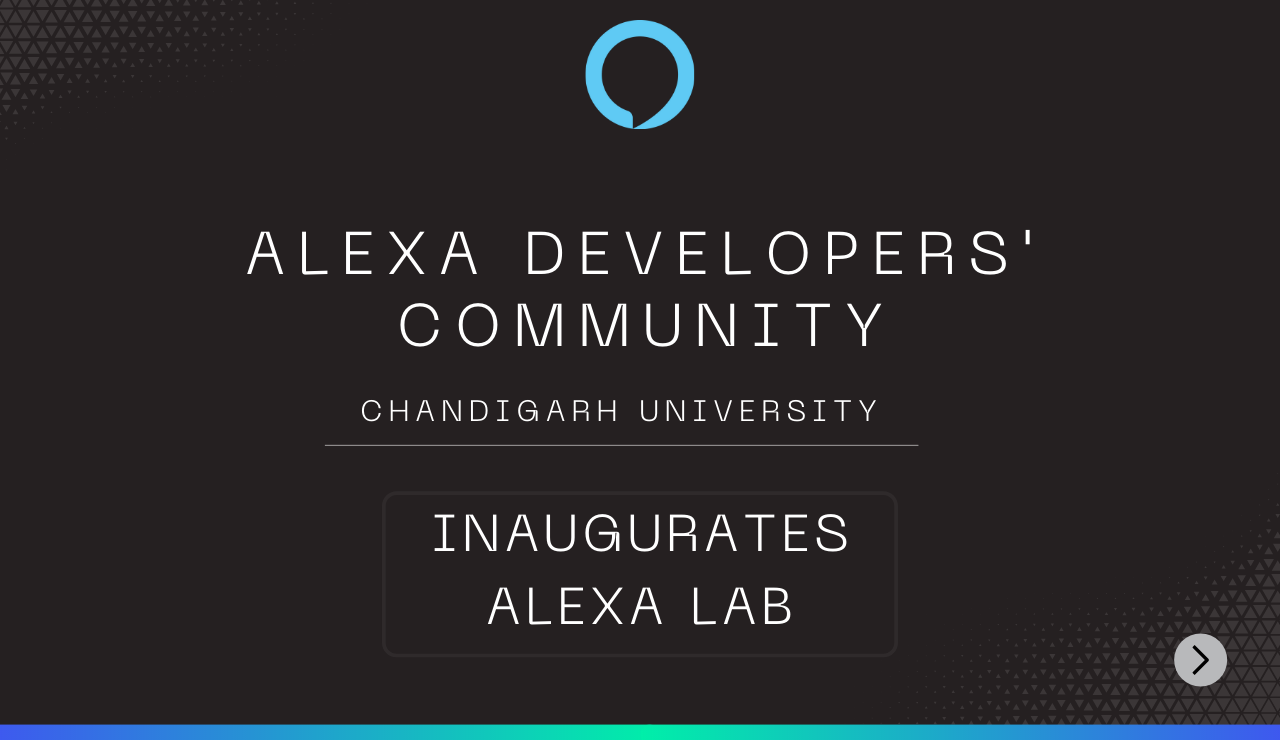 ALEXA DEVELOPERS'
COMMUNITY
CHANDIGARH UNIVERSITY
INAUGURATES
ALEXA LAB